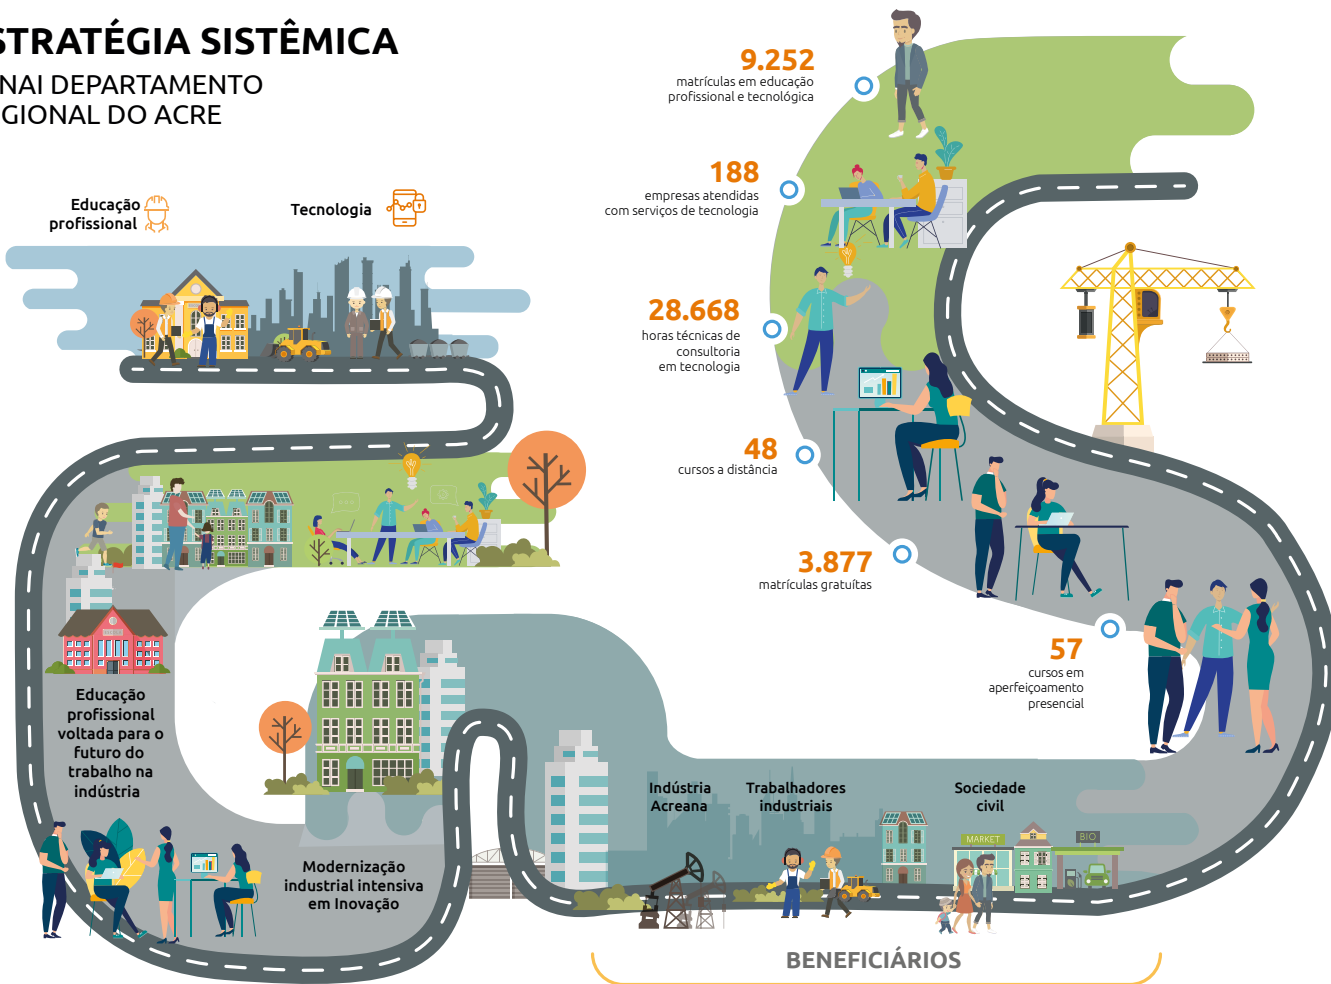 STRATÉGIA SISTÊMICA
NAI DEPARTAMENTO
GIONAL DO ACRE
Educação
profissional
Tecnologia
9.252
matrículas em educação
profissional e tecnológica
188
empresas atendidas
com serviços de tecnologia
28.668
horas técnicas de
consultoria
em tecnologia
48
cursos a distância
3.877
matrículas gratuítas
57
cursos em
aperfeiçoamento
presencial
Educação
profissional
voltada para o
futuro do
trabalho na
indústria
Modernização
industrial intensiva
em Inovação
Indústria
Acreana
Trabalhadores
industriais
Sociedade
civil
MARKET
BIO
BENEFICIÁRIOS